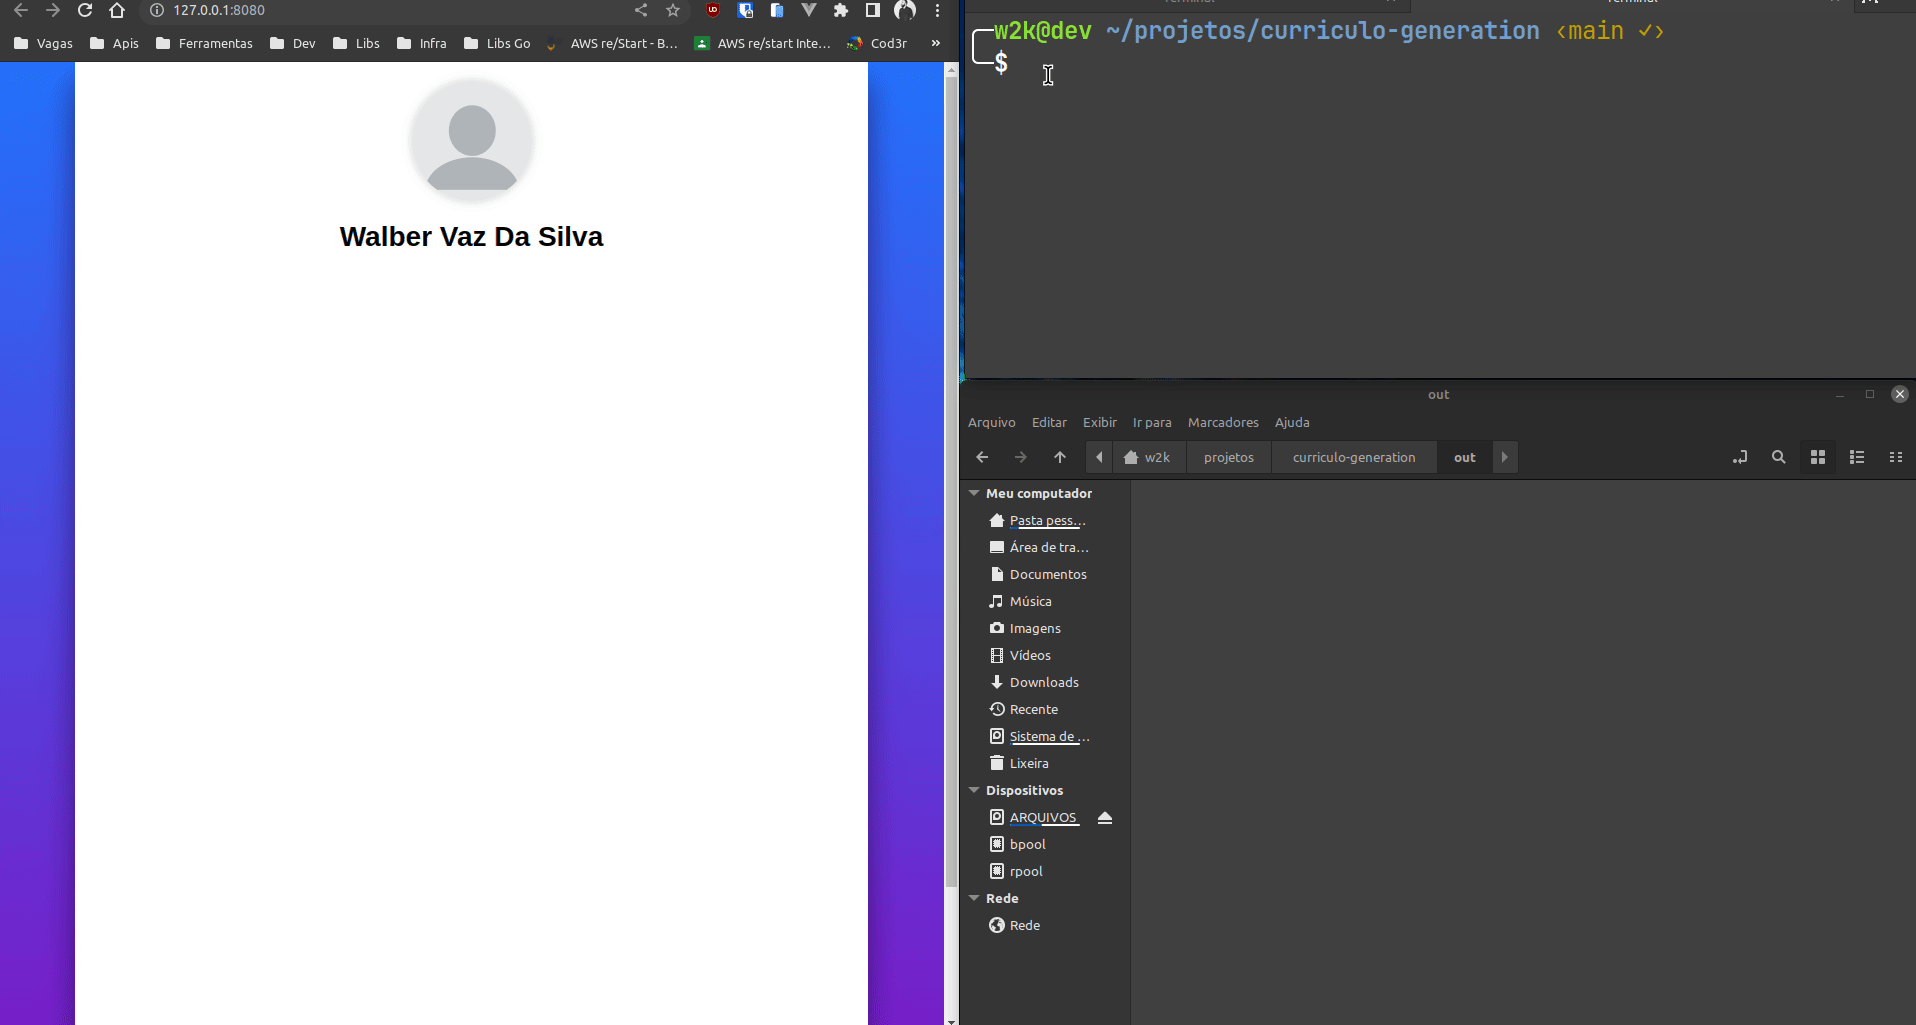 127.0.0.1:8080
Vagas Apis Ferramentas Dev Libs Infra Libs Go AWS re/Start - B... AWS re/start Inte... Cod3r »
Walber Vaz Da Silva
w2k@dev ~/projetos/curriculo-generation ‹main ✓›
$
out
Arquivo Editar Exibir Ir para Marcadores Ajuda
w2k projetos curriculo-generation out
Meu computador
Pasta pess...
Área de tra...
Documentos
Música
Imagens
Vídeos
Downloads
Recente
Sistema de ...
Lixeira
Dispositivos
ARQUIVOS
bpool
rpool
Rede
Rede